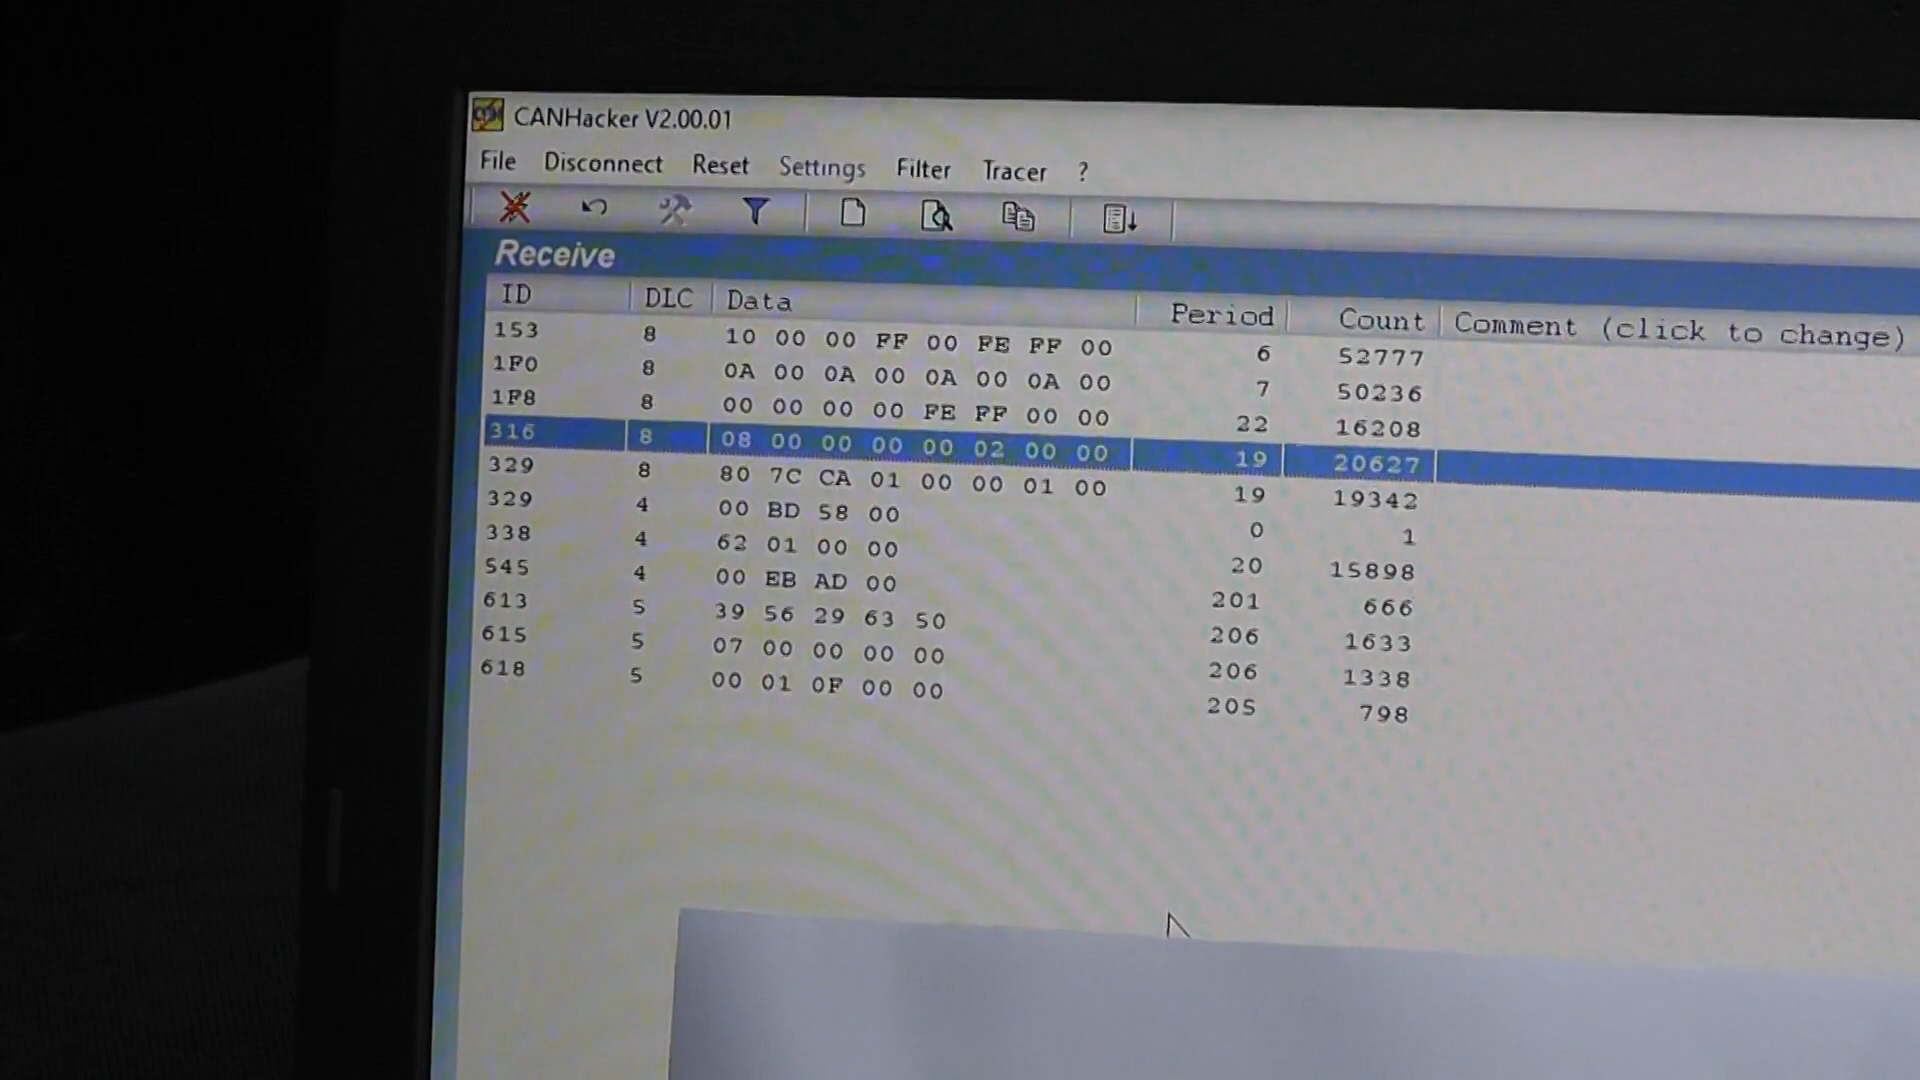 CANHacker V2.00.01
File Disconnect Reset Settings Filter Tracer ?
Receive
ID DLC Data Period Count Comment (click to change)
153 8 10 00 00 FF 00 FE FF 00 6 52777
1F0 8 0A 00 0A 00 0A 00 0A 00 7 50236
1F8 8 00 00 00 00 FE FF 00 00 22 16208
316 8 08 00 00 00 00 02 00 00 19 20627
329 8 80 7C CA 01 00 00 01 00 19 19342
329 4 00 BD 58 00 0 1
338 4 62 01 00 00 20 15898
545 4 00 EB AD 00 201 666
613 5 39 56 29 63 50 206 1633
615 5 07 00 00 00 00 206 1338
618 5 00 01 0F 00 00 205 798